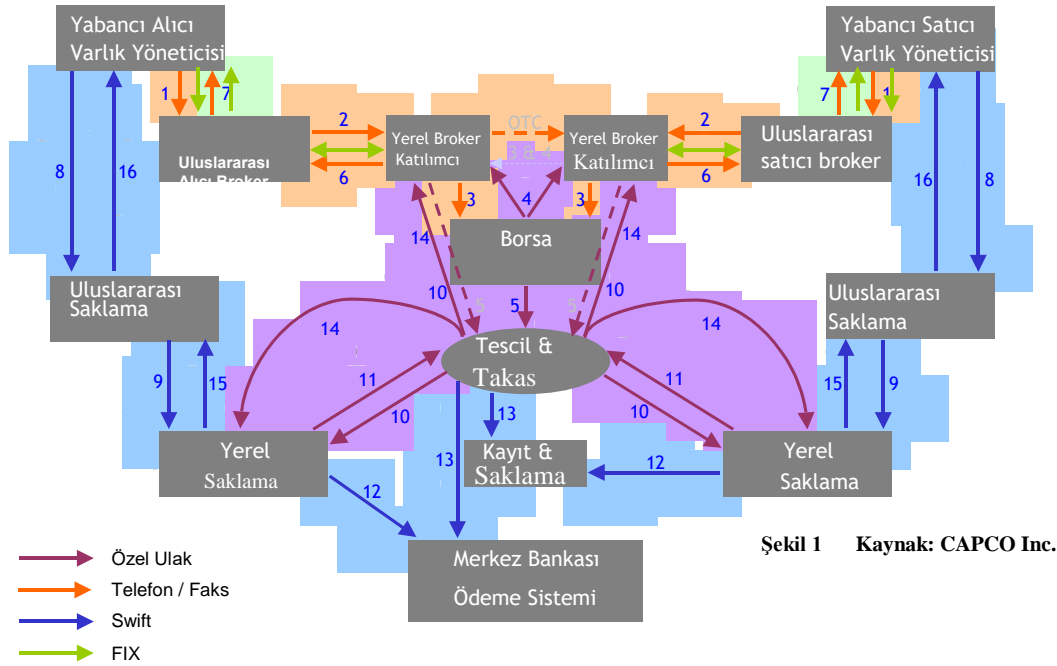 Yabancı Alıcı
Varlık Yöneticisi
Yabancı Satıcı
Varlık Yöneticisi
1
7
7
1
2
OTC
2
Yerel Broker
Katılımcı
Yerel Broker
Katılımcı
Uluslararası
Alıcı Broker
Uluslararası
satıcı broker
3 & 4
6
6
8
16
16
8
3
4
3
14
Borsa
14
10
5
5
5
10
Uluslararası
Saklama
Uluslararası
Saklama
14
14
Tescil &
Takas
9
15
11
11
15
9
10
10
13
13
Yerel
Saklama
Kayıt &
Saklama
Yerel
Saklama
12
12
Merkez Bankası
Ödeme Sistemi
Şekil 1 Kaynak: CAPCO Inc.
Özel Ulak
Telefon / Faks
Swift
FIX